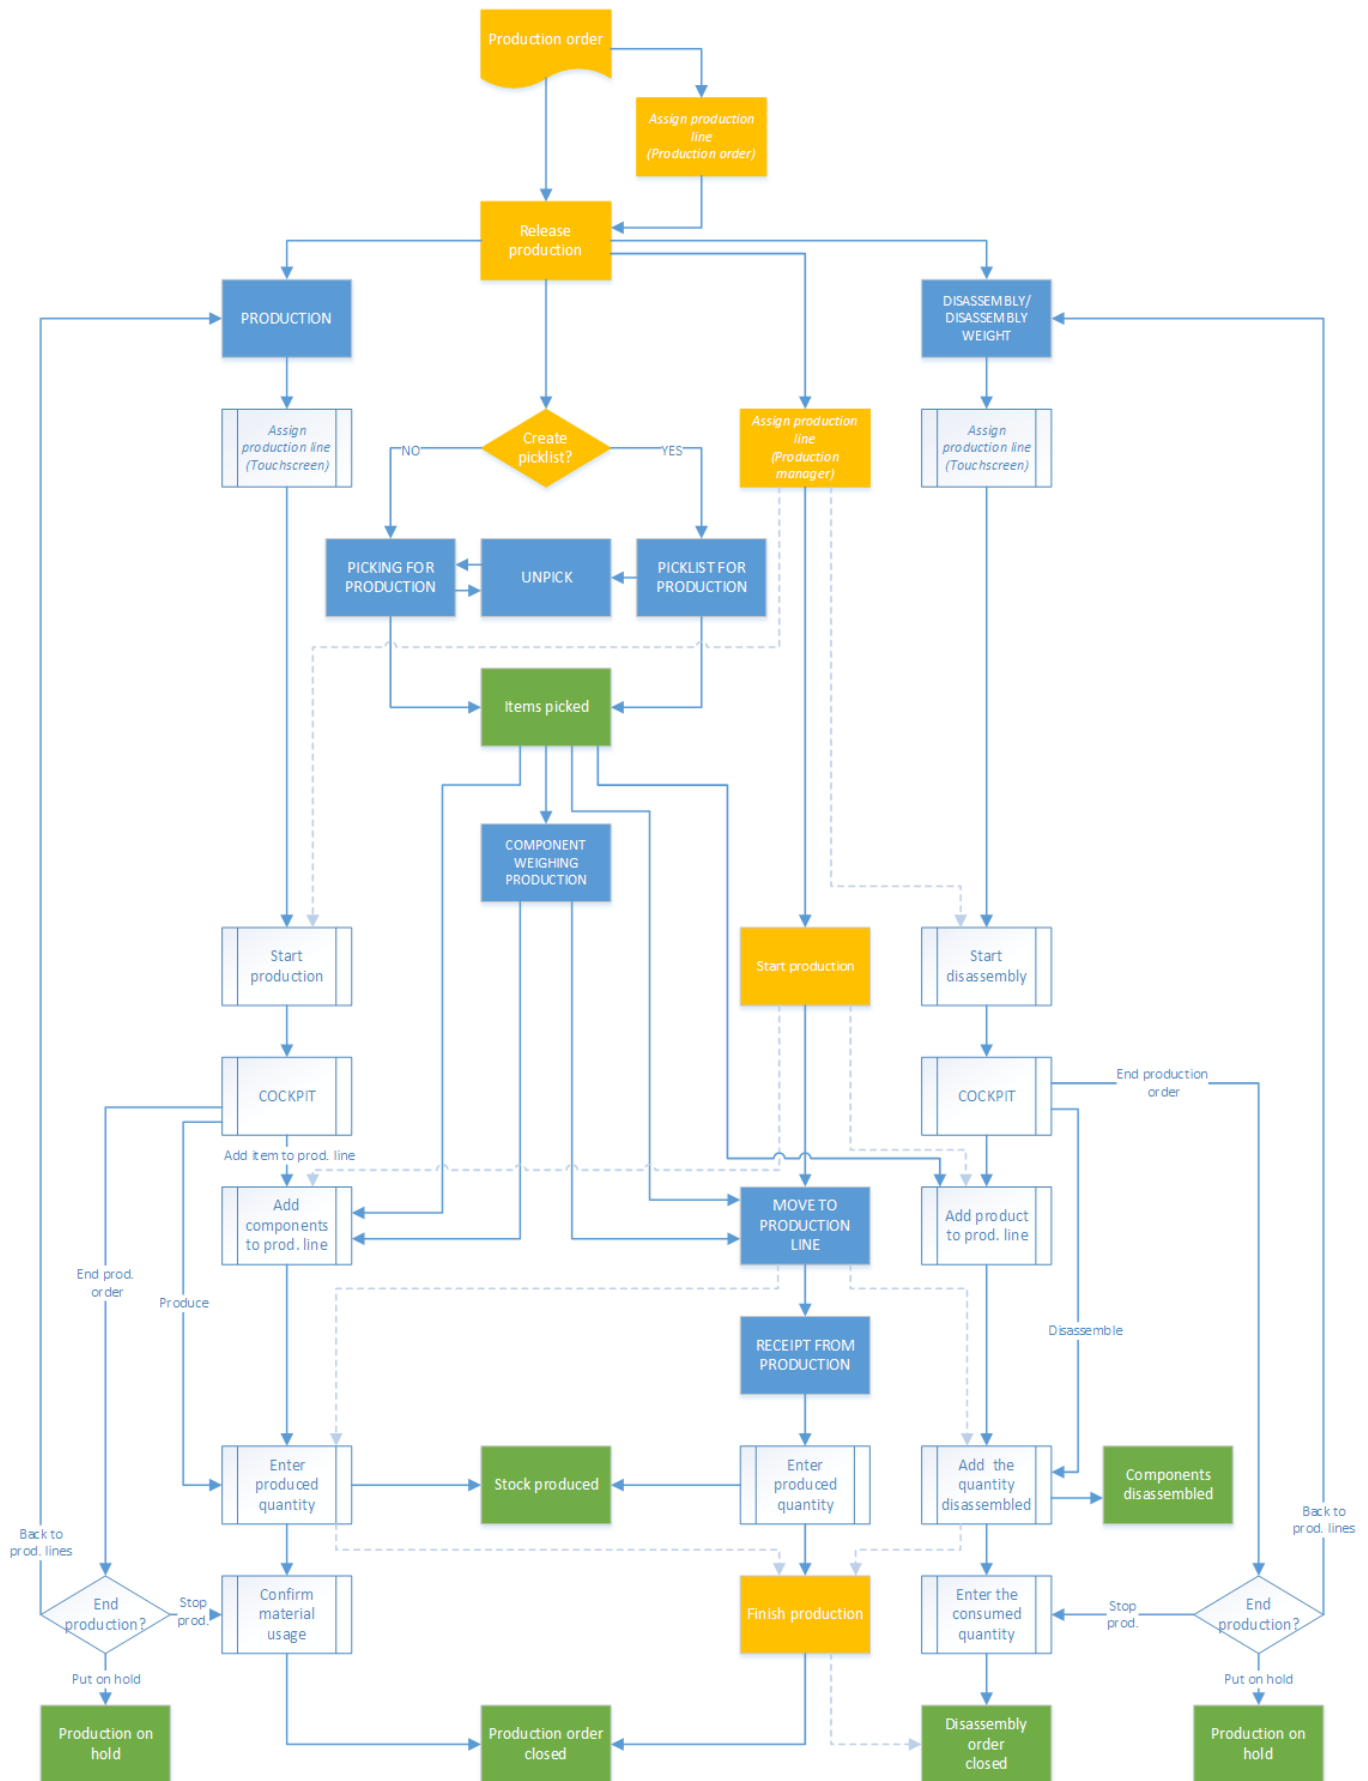 Production order
Assign production
line
(Production order)
Release
production
PRODUCTION
DISASSEMBLY/
DISASSEMBLY
WEIGHT
Assign
production line
(Touchscreen)
NO
Create
picklist?
YES
Assign production
line
(Production
manager)
Assign
production line
(Touchscreen)
PICKING FOR
PRODUCTION
UNPICK
PICKLIST FOR
PRODUCTION
Items picked
COMPONENT
WEIGHING
PRODUCTION
Start
production
Start production
Start
disassembly
COCKPIT
COCKPIT
End production
order
Add item to prod. line
Add
components
to prod. line
MOVE TO
PRODUCTION
LINE
Add product
to prod. line
End prod.
order
Produce
Disassemble
RECEIPT FROM
PRODUCTION
Enter
produced
quantity
Stock produced
Enter
produced
quantity
Add the
quantity
disassembled
Components
disassembled
Back to
prod. lines
Back to
prod. lines
End
production?
Stop
prod.
Confirm
material
usage
Finish production
Enter the
consumed
quantity
Stop
prod.
End
production?
Put on hold
Put on hold
Production on
hold
Production order
closed
Disassembly
order
closed
Production on
hold